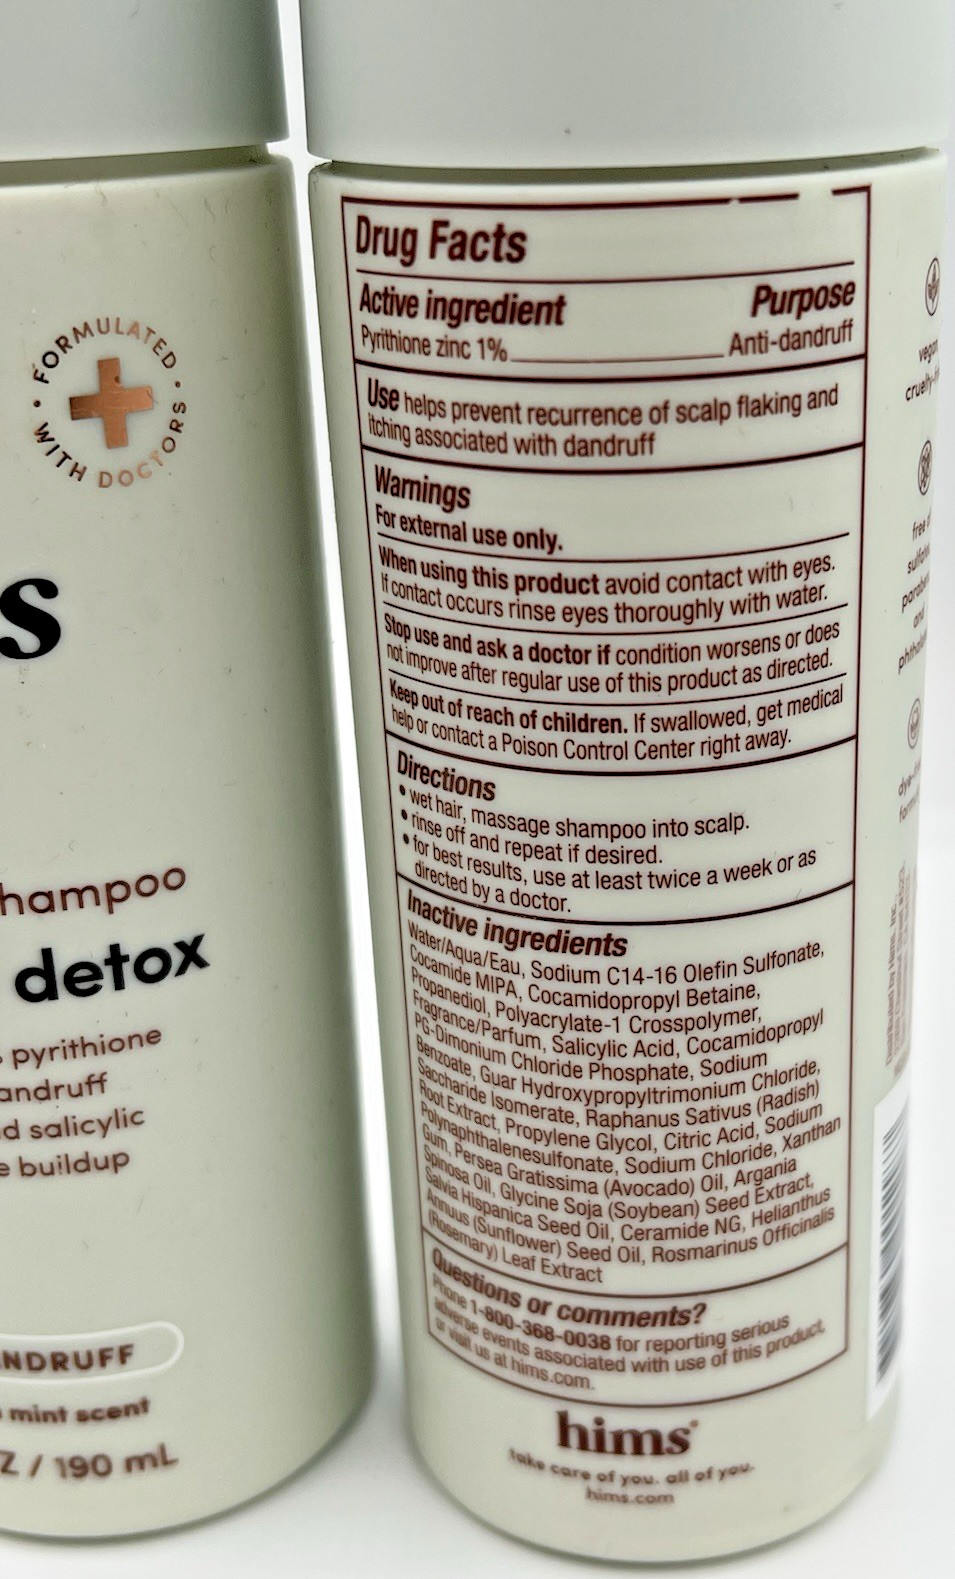 FORMULATED
WITH DOCTORS
s
hampoo
detox
pyrithione
andruff
d salicylic
e buildup
NDRUFF
mint scent
Z / 190 mL
Drug Facts
Active ingredient Purpose
Pyrithione zinc 1% Anti-dandruff
Use helps prevent recurrence of scalp flaking and
itching associated with dandruff
Warnings
For external use only.
When using this product avoid contact with eyes.
If contact occurs rinse eyes thoroughly with water.
Stop use and ask a doctor if condition worsens or does
not improve after regular use of this product as directed.
Keep out of reach of children. If swallowed, get medical
help or contact a Poison Control Center right away.
Directions
• wet hair, massage shampoo into scalp.
• rinse off and repeat if desired.
• for best results, use at least twice a week or as
directed by a doctor.
Inactive ingredients
Water/Aqua/Eau, Sodium C14-16 Olefin Sulfonate,
Cocamide MIPA, Cocamidopropyl Betaine,
Propanediol, Polyacrylate-1 Crosspolymer,
Fragrance/Parfum, Salicylic Acid, Cocamidopropyl
PG-Dimonium Chloride Phosphate, Sodium
Benzoate, Guar Hydroxypropyltrimonium Chloride,
Saccharide Isomerate, Raphanus Sativus (Radish)
Root Extract, Propylene Glycol, Citric Acid, Sodium
Polynaphthalenesulfonate, Sodium Chloride, Xanthan
Gum, Persea Gratissima (Avocado) Oil, Argania
Spinosa Oil, Glycine Soja (Soybean) Seed Extract,
Salvia Hispanica Seed Oil, Ceramide NG, Helianthus
Annuus (Sunflower) Seed Oil, Rosmarinus Officinalis
(Rosemary) Leaf Extract
Questions or comments?
Phone 1-800-368-0038 for reporting serious
adverse events associated with use of this product,
or visit us at hims.com.
hims
take care of you. all of you.
hims.com
vegan
cruelty-f
free o
sulfate
parabe
and
phthala
dye-fr
formu